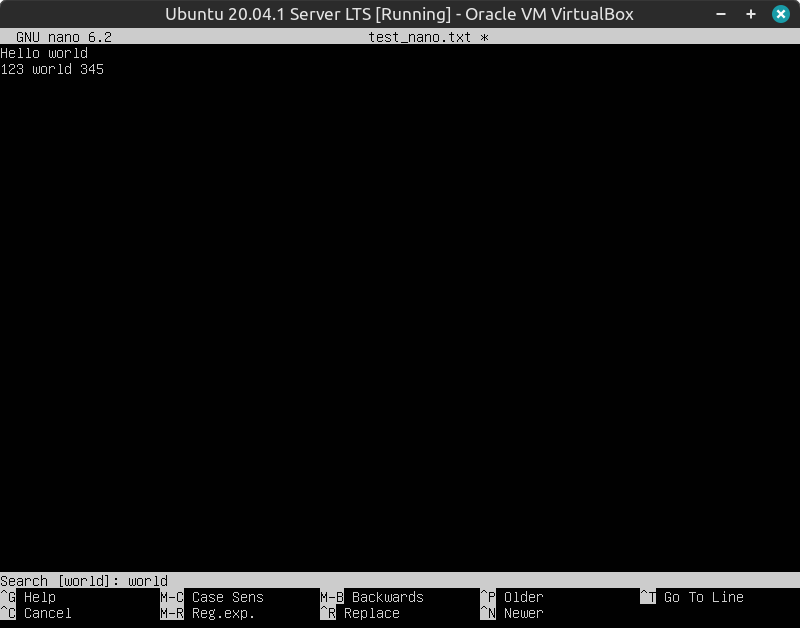 Ubuntu 20.04.1 Server LTS [Running] - Oracle VM VirtualBox
GNU nano 6.2 test_nano.txt *
Hello world
123 world 345
Search [world]: world
^G Help M-C Case Sens M-B Backwards ^P Older ^T Go To Line
^C Cancel M-R Reg.exp. ^R Replace ^N Newer